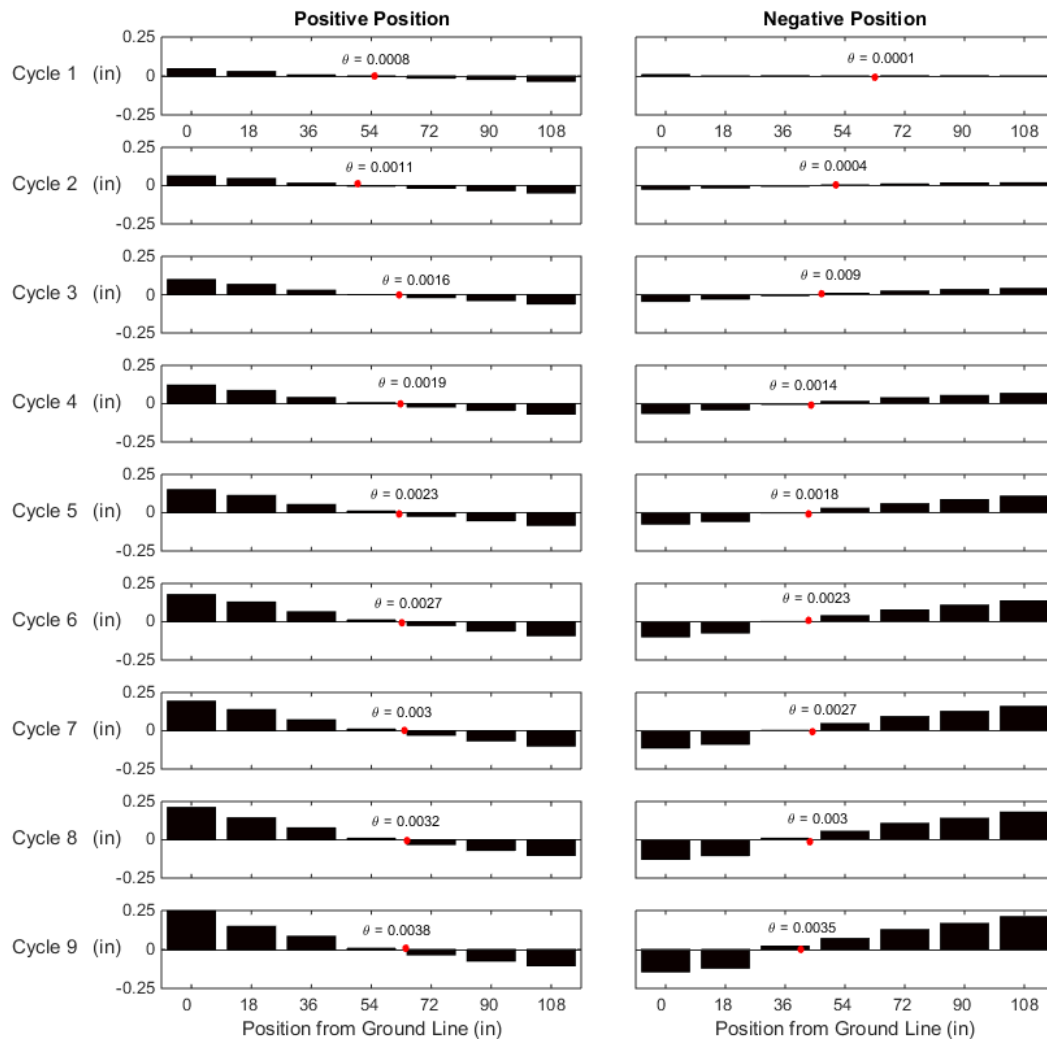 Positive Position Negative Position
0.25
θ = 0.0008 θ = 0.0001
Cycle 1 (in) 0
-0.25
0 18 36 54 72 90 108 0 18 36 54 72 90 108
0.25
θ = 0.0011 θ = 0.0004
Cycle 2 (in) 0
-0.25
0.25
θ = 0.0016 θ = 0.009
Cycle 3 (in) 0
-0.25
0.25
θ = 0.0019 θ = 0.0014
Cycle 4 (in) 0
-0.25
0.25
θ = 0.0023 θ = 0.0018
Cycle 5 (in) 0
-0.25
0.25
θ = 0.0027 θ = 0.0023
Cycle 6 (in) 0
-0.25
0.25
θ = 0.003 θ = 0.0027
Cycle 7 (in) 0
-0.25
0.25
θ = 0.0032 θ = 0.003
Cycle 8 (in) 0
-0.25
0.25
θ = 0.0038 θ = 0.0035
Cycle 9 (in) 0
-0.25
0 18 36 54 72 90 108 0 18 36 54 72 90 108
Position from Ground Line (in) Position from Ground Line (in)